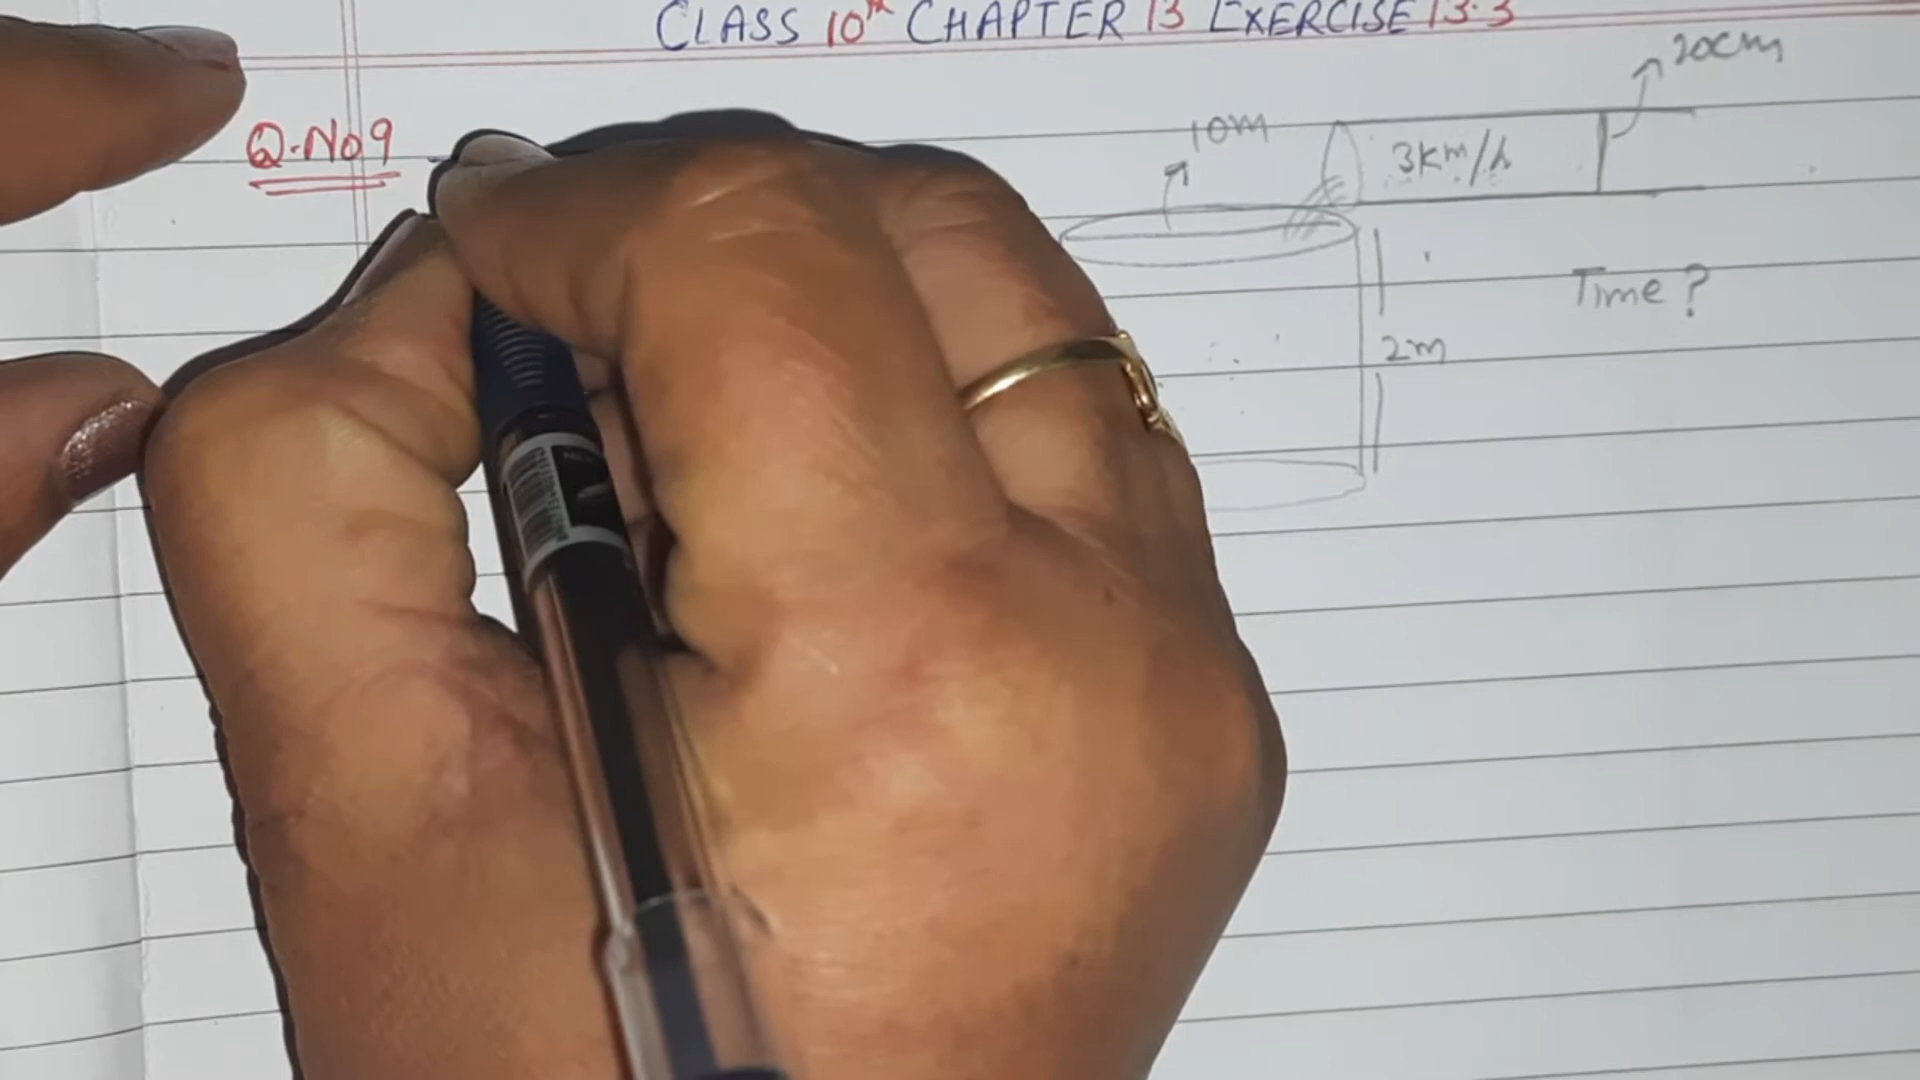 CLASS 10th CHAPTER 13 EXERCISE 13.3
20cm
Q.No9
10m
3Km/h
Time ?
2m